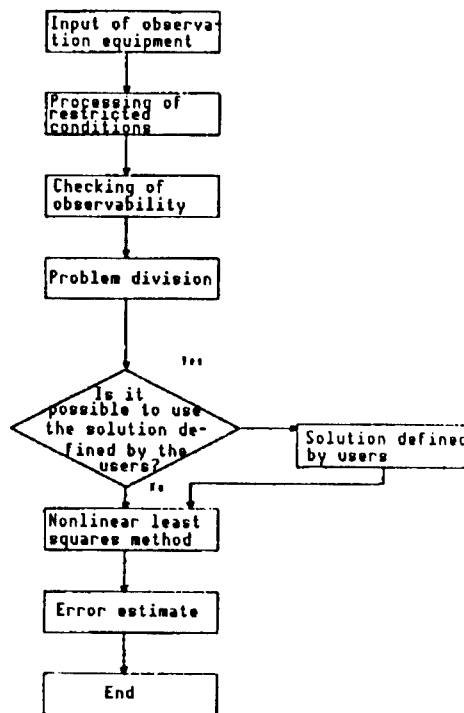 Input of observa-
tion equipment
Processing of
restricted
conditions
Checking of
observability
Problem division
Yes
Is it
possible to use
the solution de-
fined by the
users?
Solution defined
by users
No
Nonlinear least
squares method
Error estimate
End